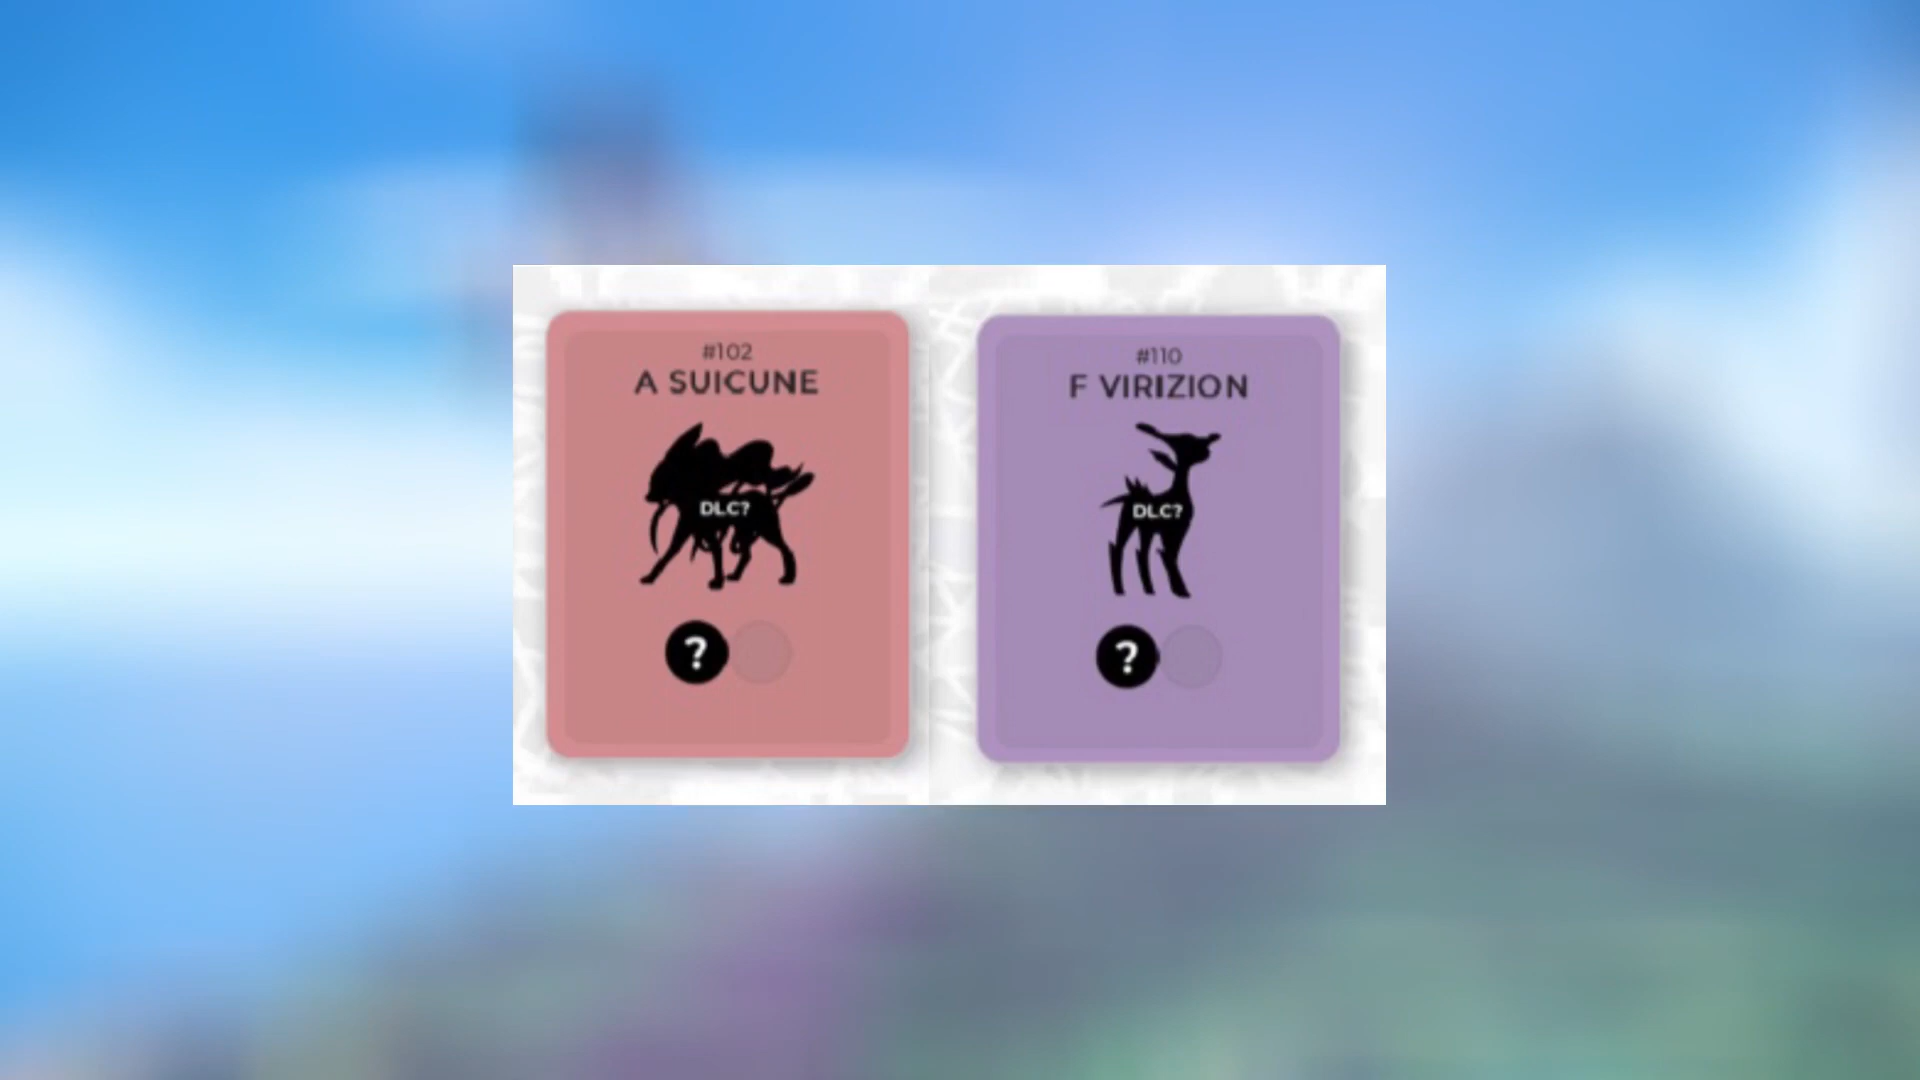 #102
A SUICUNE
DLC?
?
#110
F VIRIZION
DLC?
?